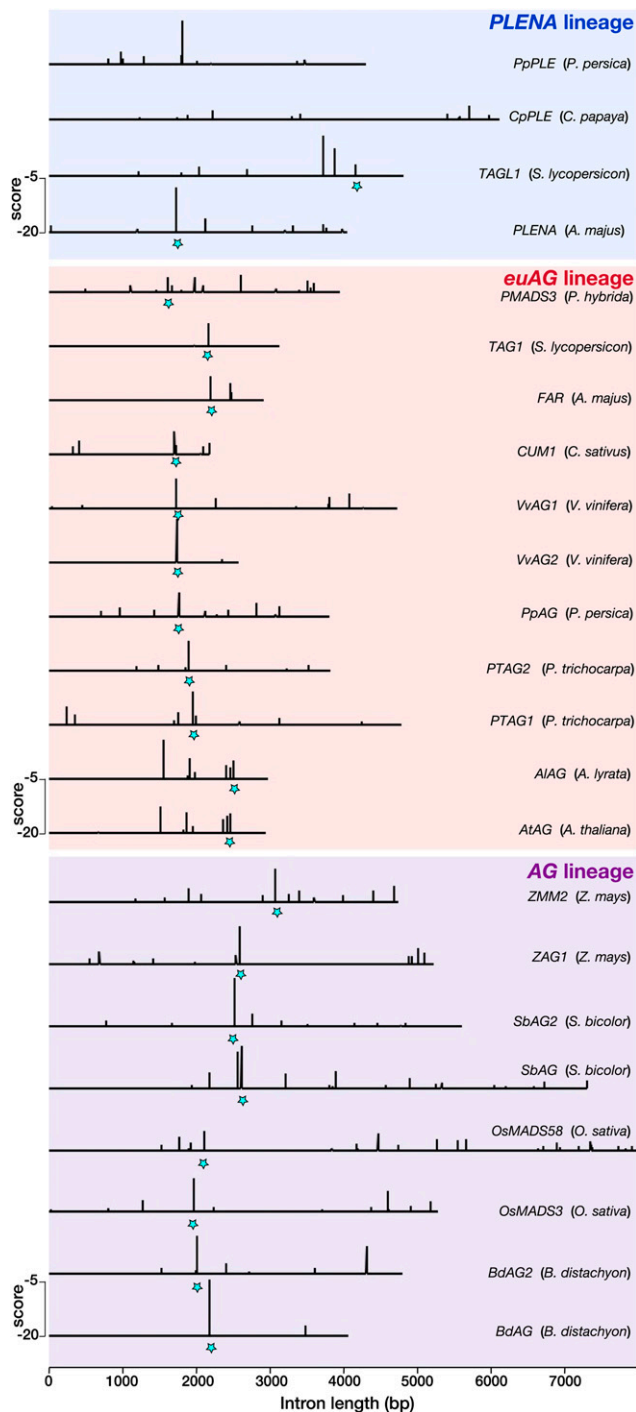 PLENA lineage
PpPLE (P. persica)
CpPLE (C. papaya)
TAGL1 (S. lycopersicon)
-5
score
-20
PLENA (A. majus)
euAG lineage
PMADS3 (P. hybrida)
TAG1 (S. lycopersicon)
FAR (A. majus)
CUM1 (C. sativus)
VvAG1 (V. vinifera)
VvAG2 (V. vinifera)
PpAG (P. persica)
PTAG2 (P. trichocarpa)
PTAG1 (P. trichocarpa)
AlAG (A. lyrata)
-5
score
-20
AtAG (A. thaliana)
AG lineage
ZMM2 (Z. mays)
ZAG1 (Z. mays)
SbAG2 (S. bicolor)
SbAG (S. bicolor)
OsMADS58 (O. sativa)
OsMADS3 (O. sativa)
BdAG2 (B. distachyon)
-5
score
-20
BdAG (B. distachyon)
0 1000 2000 3000 4000 5000 6000 7000
Intron length (bp)